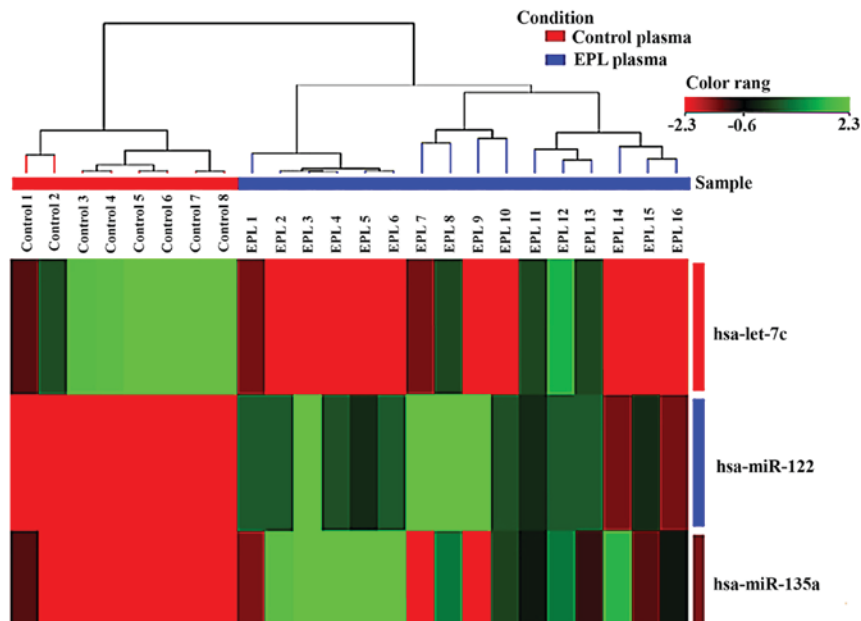 Condition
Control plasma
EPL plasma
Color rang
-2.3 -0.6 2.3
Sample
Control 1
Control 2
Control 3
Control 4
Control 5
Control 6
Control 7
Control 8
EPL 1
EPL 2
EPL 3
EPL 4
EPL 5
EPL 6
EPL 7
EPL 8
EPL 9
EPL 10
EPL 11
EPL 12
EPL 13
EPL 14
EPL 15
EPL 16
hsa-let-7c
hsa-miR-122
hsa-miR-135a